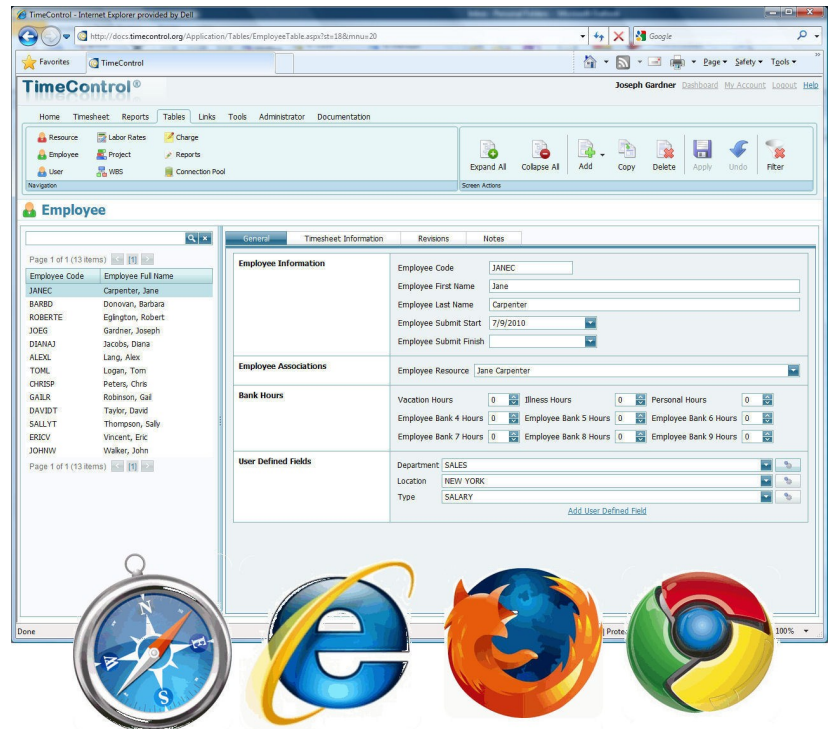 TimeControl - Internet Explorer provided by Dell
http://docs.timecontrol.org/Application/Tables/EmployeeTable.aspx?st=18&mnu=20
Google
Favorites
TimeControl
Page
Safety
Tools
TimeControl®
Joseph Gardner Dashboard My Account Logout Help
Home Timesheet Reports Tables Links Tools Administrator Documentation
Resource Labor Rates Charge
Employee Project Reports
User WBS Connection Pool
Navigation
Expand All Collapse All Add Copy Delete Apply Undo Filter
Screen Actions
Employee
Page 1 of 1 (13 items) [1]
Employee Code Employee Full Name
JANEC Carpenter, Jane
BARBD Donovan, Barbara
ROBERTE Eglington, Robert
JOEG Gardner, Joseph
DIANAJ Jacobs, Diana
ALEXL Lang, Alex
TOML Logan, Tom
CHRISP Peters, Chris
GAILR Robinson, Gail
DAVIDT Taylor, David
SALLYT Thompson, Sally
ERICV Vincent, Eric
JOHNW Walker, John
Page 1 of 1 (13 items) [1]
General Timesheet Information Revisions Notes
Employee Information
Employee Code JANEC
Employee First Name Jane
Employee Last Name Carpenter
Employee Submit Start 7/9/2010
Employee Submit Finish
Employee Associations
Employee Resource Jane Carpenter
Bank Hours
Vacation Hours 0 Illness Hours 0 Personal Hours 0
Employee Bank 4 Hours 0 Employee Bank 5 Hours 0 Employee Bank 6 Hours 0
Employee Bank 7 Hours 0 Employee Bank 8 Hours 0 Employee Bank 9 Hours 0
User Defined Fields
Department SALES
Location NEW YORK
Type SALARY
Add User Defined Field
Done
100%
N
E
S
W